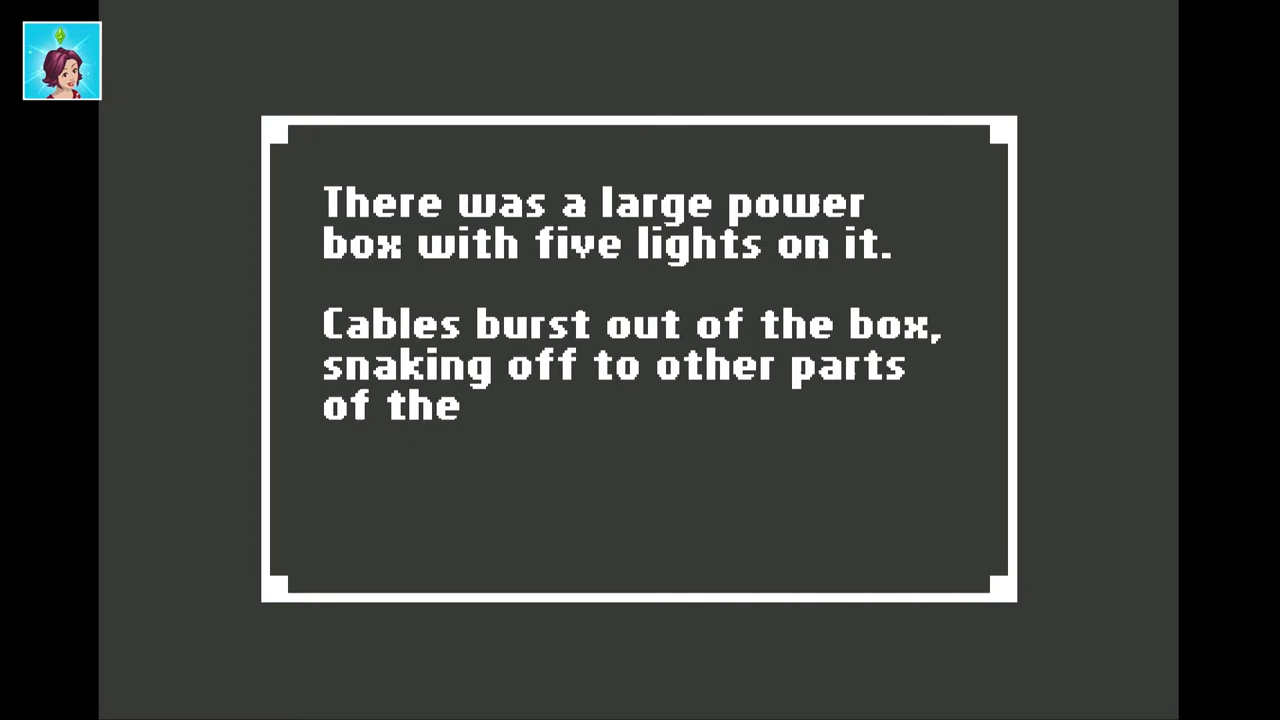 There was a large power
box with five lights on it.
Cables burst out of the box,
snaking off to other parts
of the